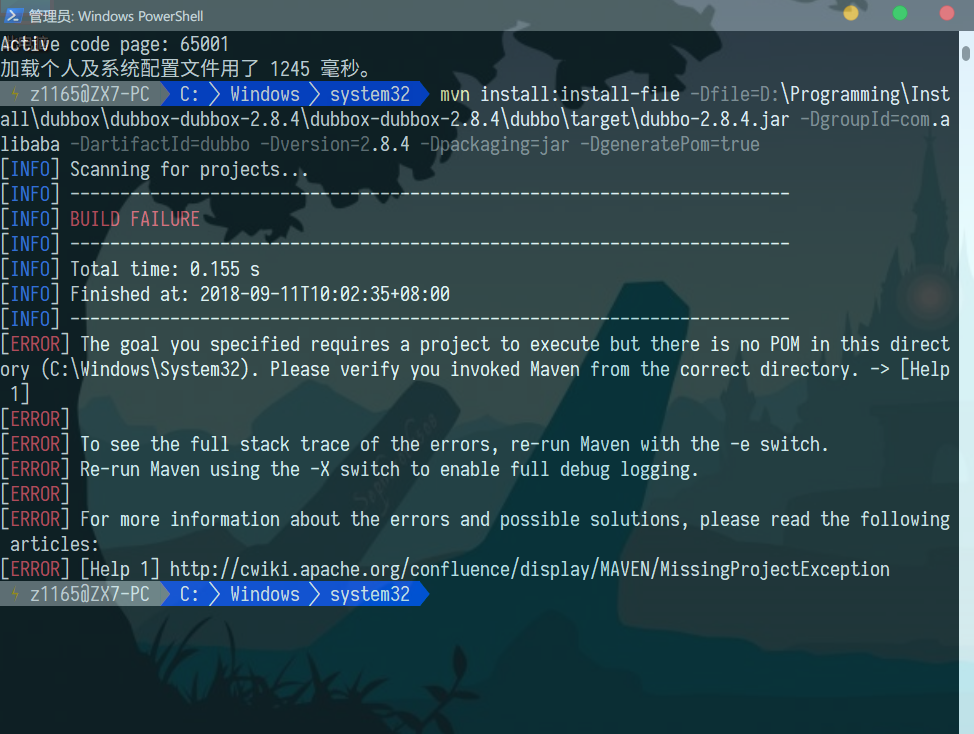 管理员: Windows PowerShell
Active code page: 65001
加载个人及系统配置文件用了 1245 毫秒。
z1165@ZX7-PC C: Windows system32 mvn install:install-file -Dfile=D:\Programming\Inst
all\dubbox\dubbox-dubbox-2.8.4\dubbox-dubbox-2.8.4\dubbo\target\dubbo-2.8.4.jar -DgroupId=com.a
libaba -DartifactId=dubbo -Dversion=2.8.4 -Dpackaging=jar -DgeneratePom=true
[INFO] Scanning for projects...
[INFO] ------------------------------------------------------------------------
[INFO] BUILD FAILURE
[INFO] ------------------------------------------------------------------------
[INFO] Total time: 0.155 s
[INFO] Finished at: 2018-09-11T10:02:35+08:00
[INFO] ------------------------------------------------------------------------
[ERROR] The goal you specified requires a project to execute but there is no POM in this direct
ory (C:\Windows\System32). Please verify you invoked Maven from the correct directory. -> [Help
1]
[ERROR]
[ERROR] To see the full stack trace of the errors, re-run Maven with the -e switch.
[ERROR] Re-run Maven using the -X switch to enable full debug logging.
[ERROR]
[ERROR] For more information about the errors and possible solutions, please read the following
articles:
[ERROR] [Help 1] http://cwiki.apache.org/confluence/display/MAVEN/MissingProjectException
z1165@ZX7-PC C: Windows system32